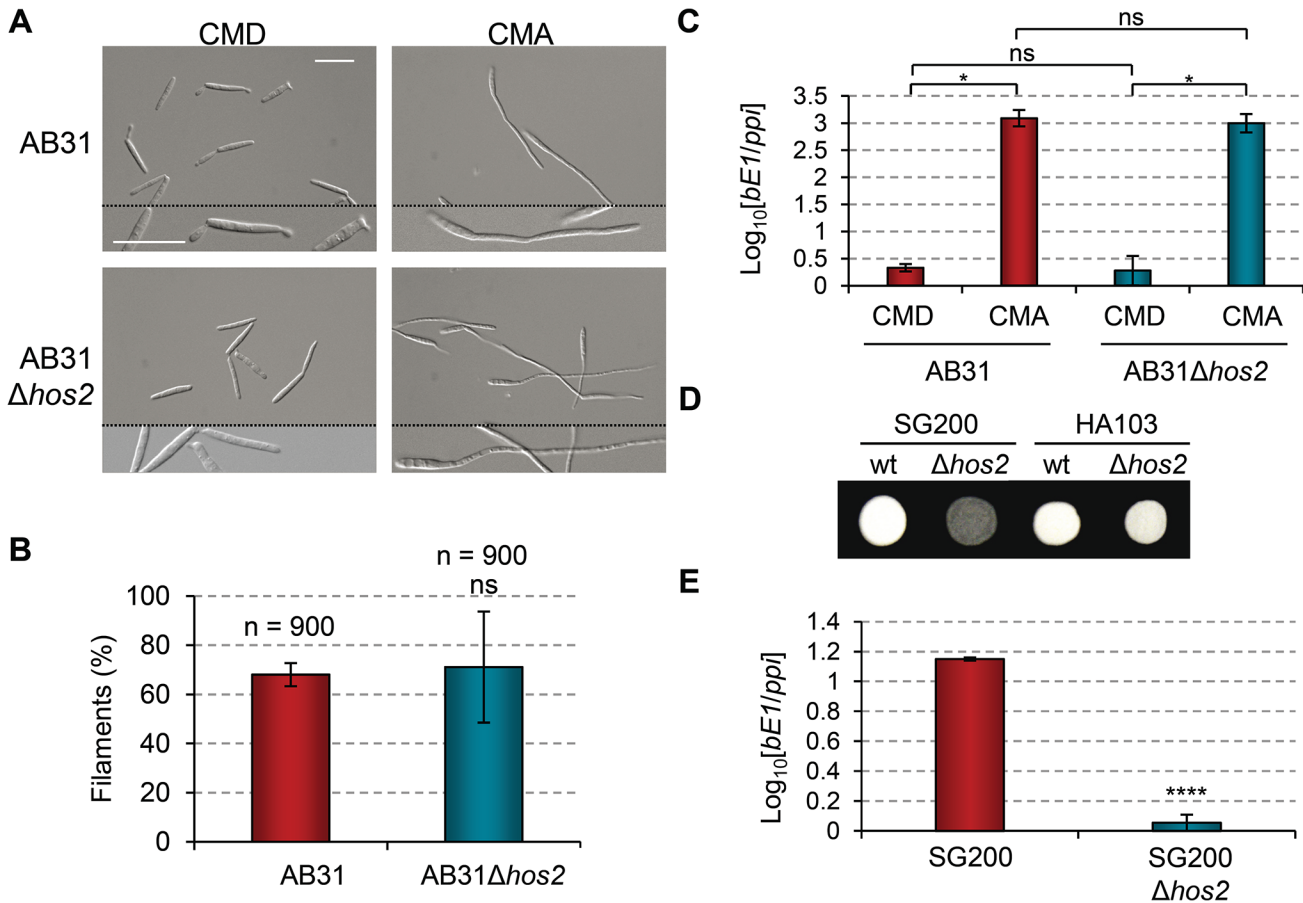 A
CMD
CMA
AB31
AB31
Δhos2
B
n = 900
n = 900
ns
Filaments (%)
100
80
60
40
20
0
AB31
AB31Δhos2
C
ns
ns
*
*
Log10[bE1/ppi]
3.5
3
2.5
2
1.5
1
0.5
0
CMD
CMA
CMD
CMA
AB31
AB31Δhos2
D
SG200
HA103
wt
Δhos2
wt
Δhos2
E
Log10[bE1/ppi]
1.4
1.2
1
0.8
0.6
0.4
0.2
0
****
SG200
SG200
Δhos2